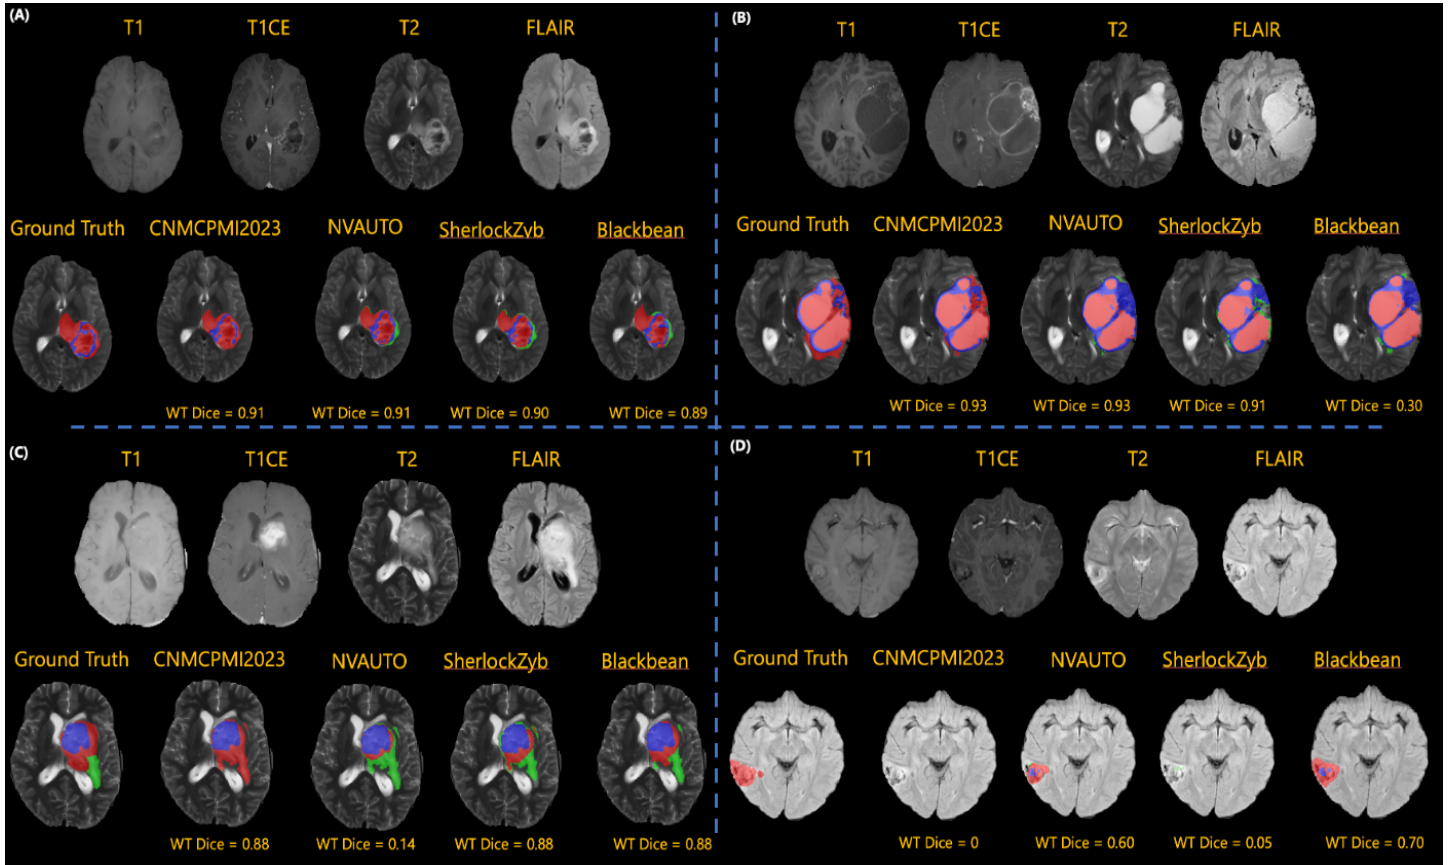 (A)
T1 T1CE T2 FLAIR
Ground Truth CNMCPMI2023 NVAUTO SherlockZyb Blackbean
WT Dice = 0.91 WT Dice = 0.91 WT Dice = 0.90 WT Dice = 0.89
(B)
T1 T1CE T2 FLAIR
Ground Truth CNMCPMI2023 NVAUTO SherlockZyb Blackbean
WT Dice = 0.93 WT Dice = 0.93 WT Dice = 0.91 WT Dice = 0.30
(C)
T1 T1CE T2 FLAIR
Ground Truth CNMCPMI2023 NVAUTO SherlockZyb Blackbean
WT Dice = 0.88 WT Dice = 0.14 WT Dice = 0.88 WT Dice = 0.88
(D)
T1 T1CE T2 FLAIR
Ground Truth CNMCPMI2023 NVAUTO SherlockZyb Blackbean
WT Dice = 0 WT Dice = 0.60 WT Dice = 0.05 WT Dice = 0.70